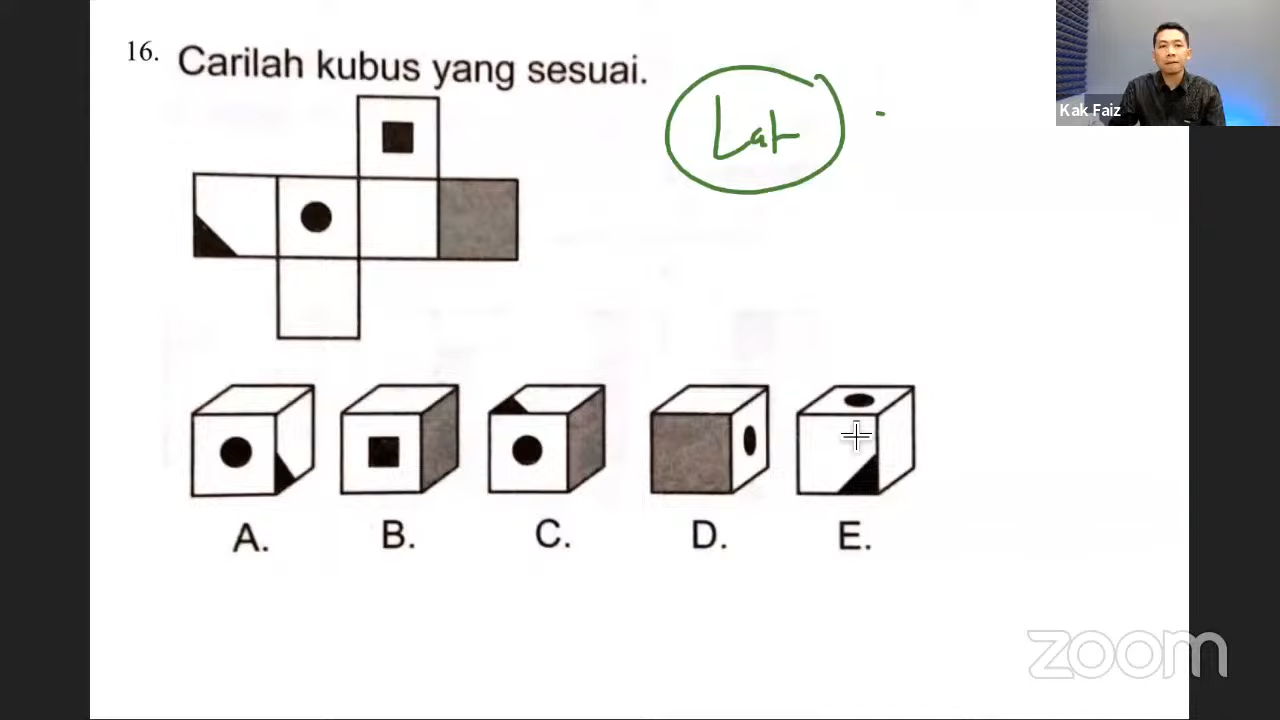 16. Carilah kubus yang sesuai.
Lat
Kak Faiz
A. B. C. D. E.
zoom